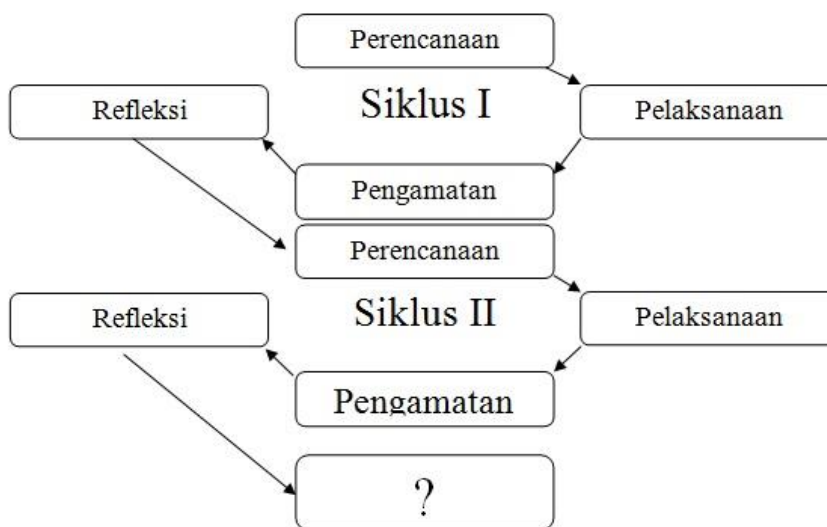 Perencanaan
Siklus I
Refleksi
Pelaksanaan
Pengamatan
Perencanaan
Siklus II
Refleksi
Pelaksanaan
Pengamatan
?